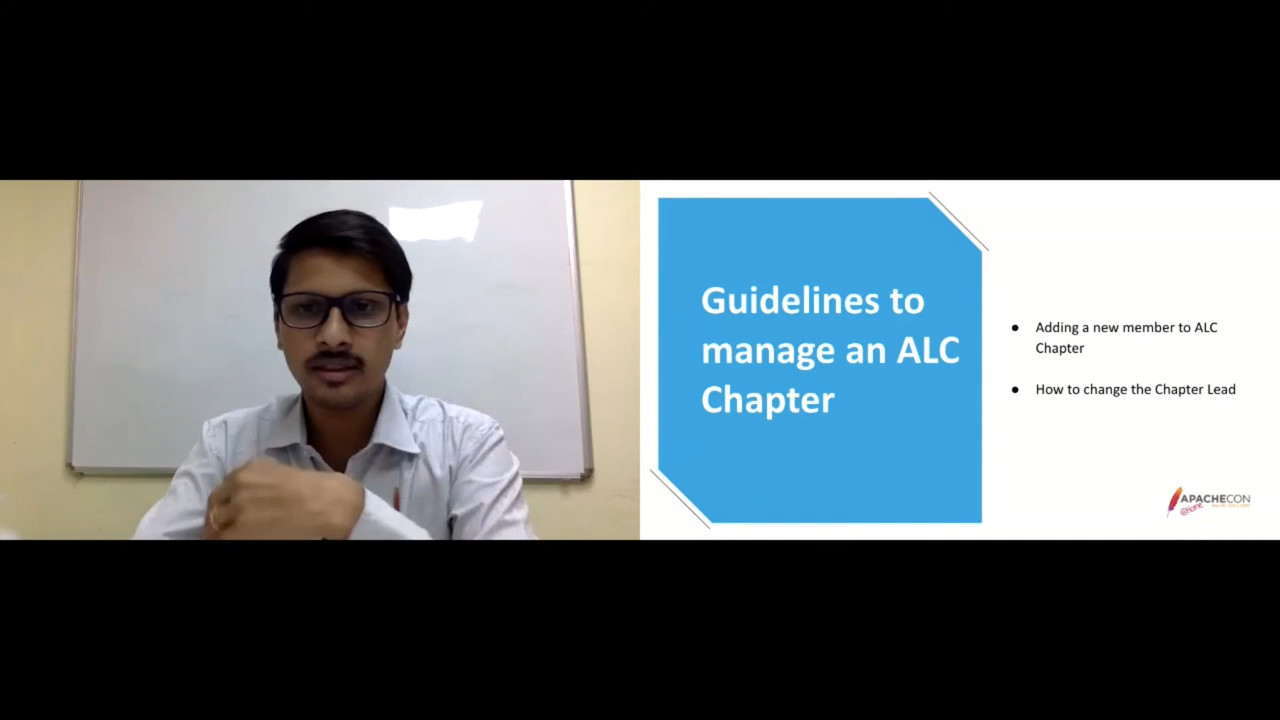 Guidelines to
manage an ALC
Chapter
● Adding a new member to ALC
Chapter
● How to change the Chapter Lead
APACHECON
@Home